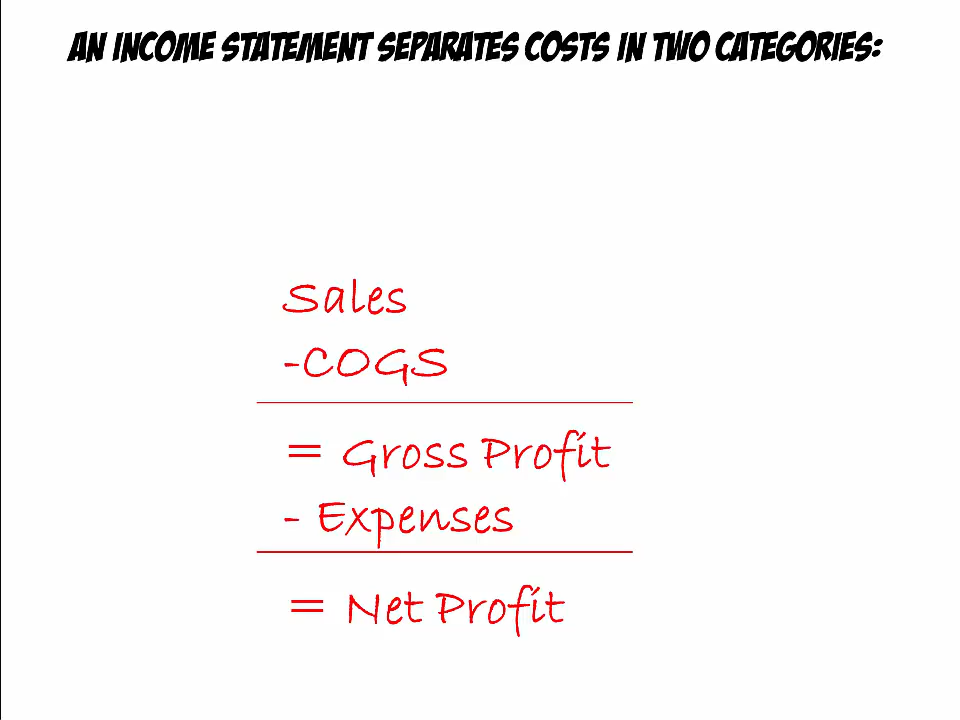 AN INCOME STATEMENT SEPARATES COSTS IN TWO CATEGORIES:
Sales
-COGS
= Gross Profit
- Expenses
= Net Profit